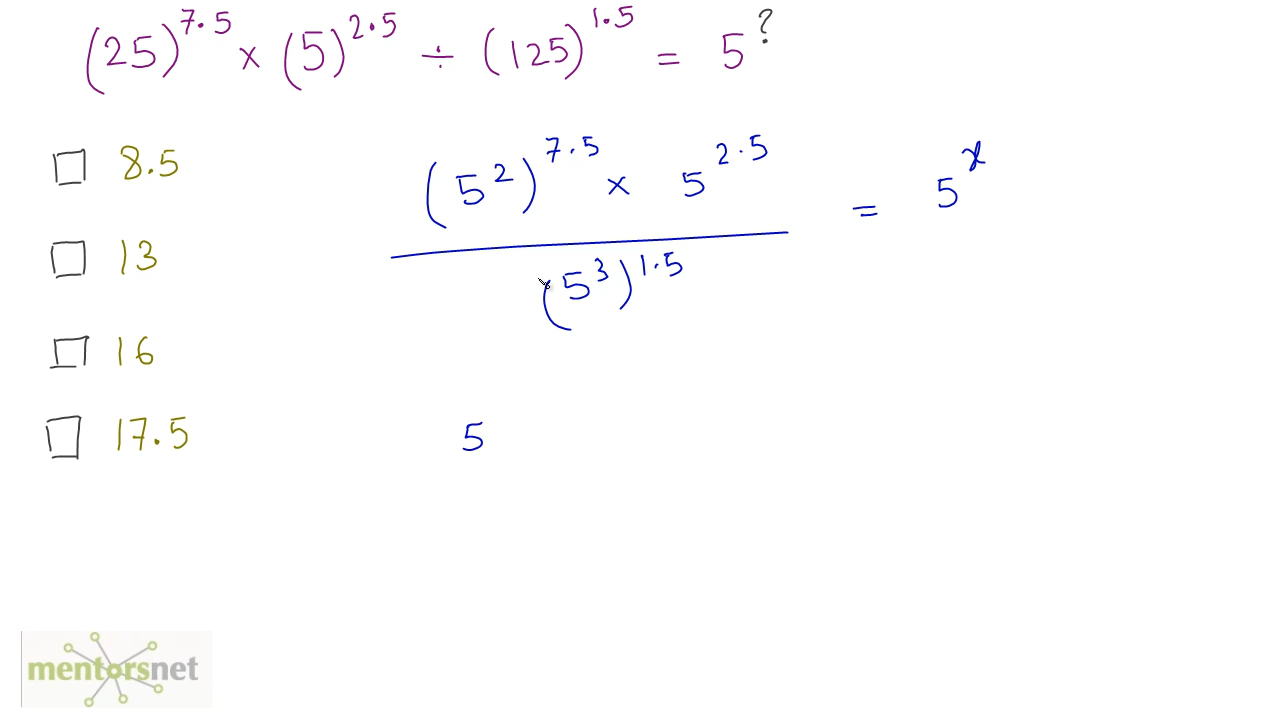 (25)^7.5 × (5)^2.5 ÷ (125)^1.5 = 5^?
8.5
13
16
17.5
(5^2)^7.5 × 5^2.5
(5^3)^1.5
= 5^x
5
mentorsnet